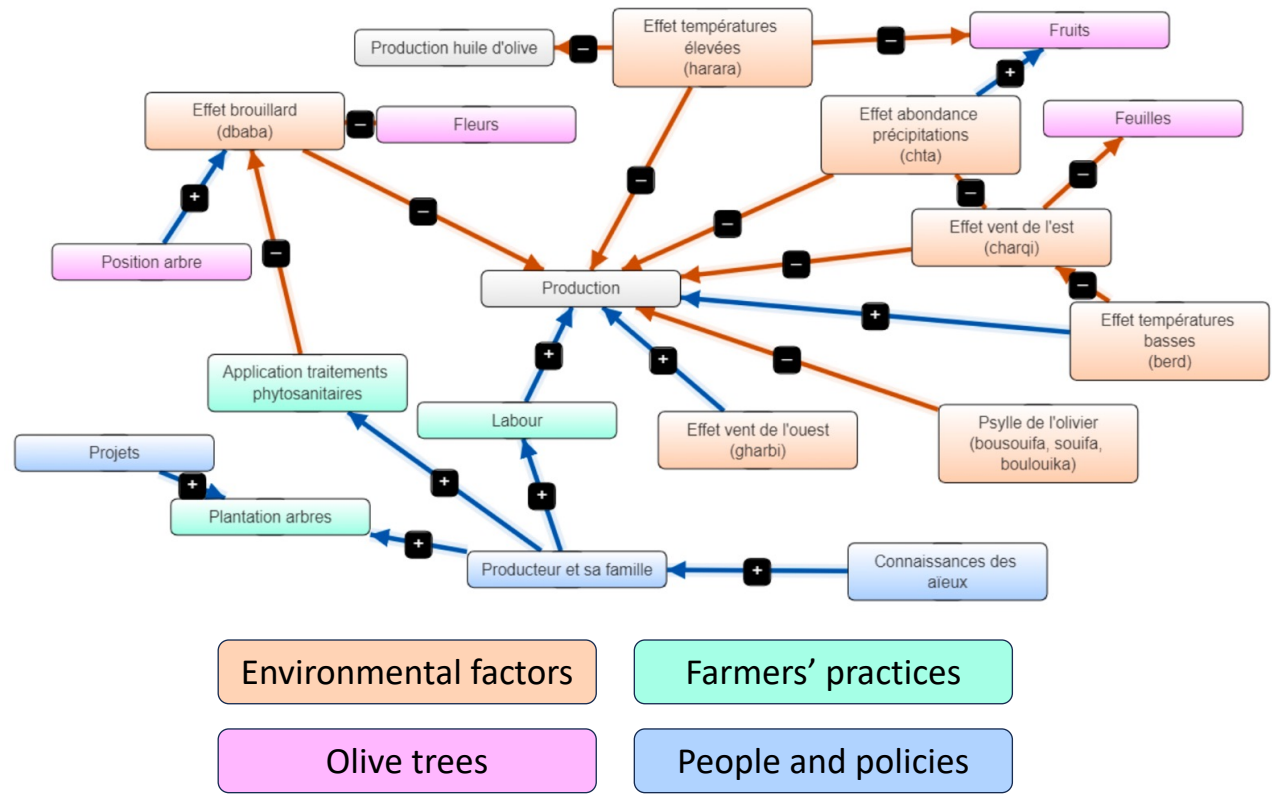 Effet températures
élevées
(harara)
Production huile d'olive
Fruits
Effet brouillard
(dbaba)
Fleurs
Effet abondance
précipitations
(chta)
Feuilles
Effet vent de l'est
(charqi)
Position arbre
Production
Effet températures
basses
(berd)
Application traitements
phytosanitaires
Labour
Effet vent de l'ouest
(gharbi)
Psylle de l'olivier
(bousouifa, souifa,
boulouika)
Projets
Plantation arbres
Producteur et sa famille
Connaissances des
aïeux
−
−
+
−
−
+
−
−
−
−
−
−
−
+
+
+
−
+
+
+
+
+
Environmental factors
Farmers’ practices
Olive trees
People and policies